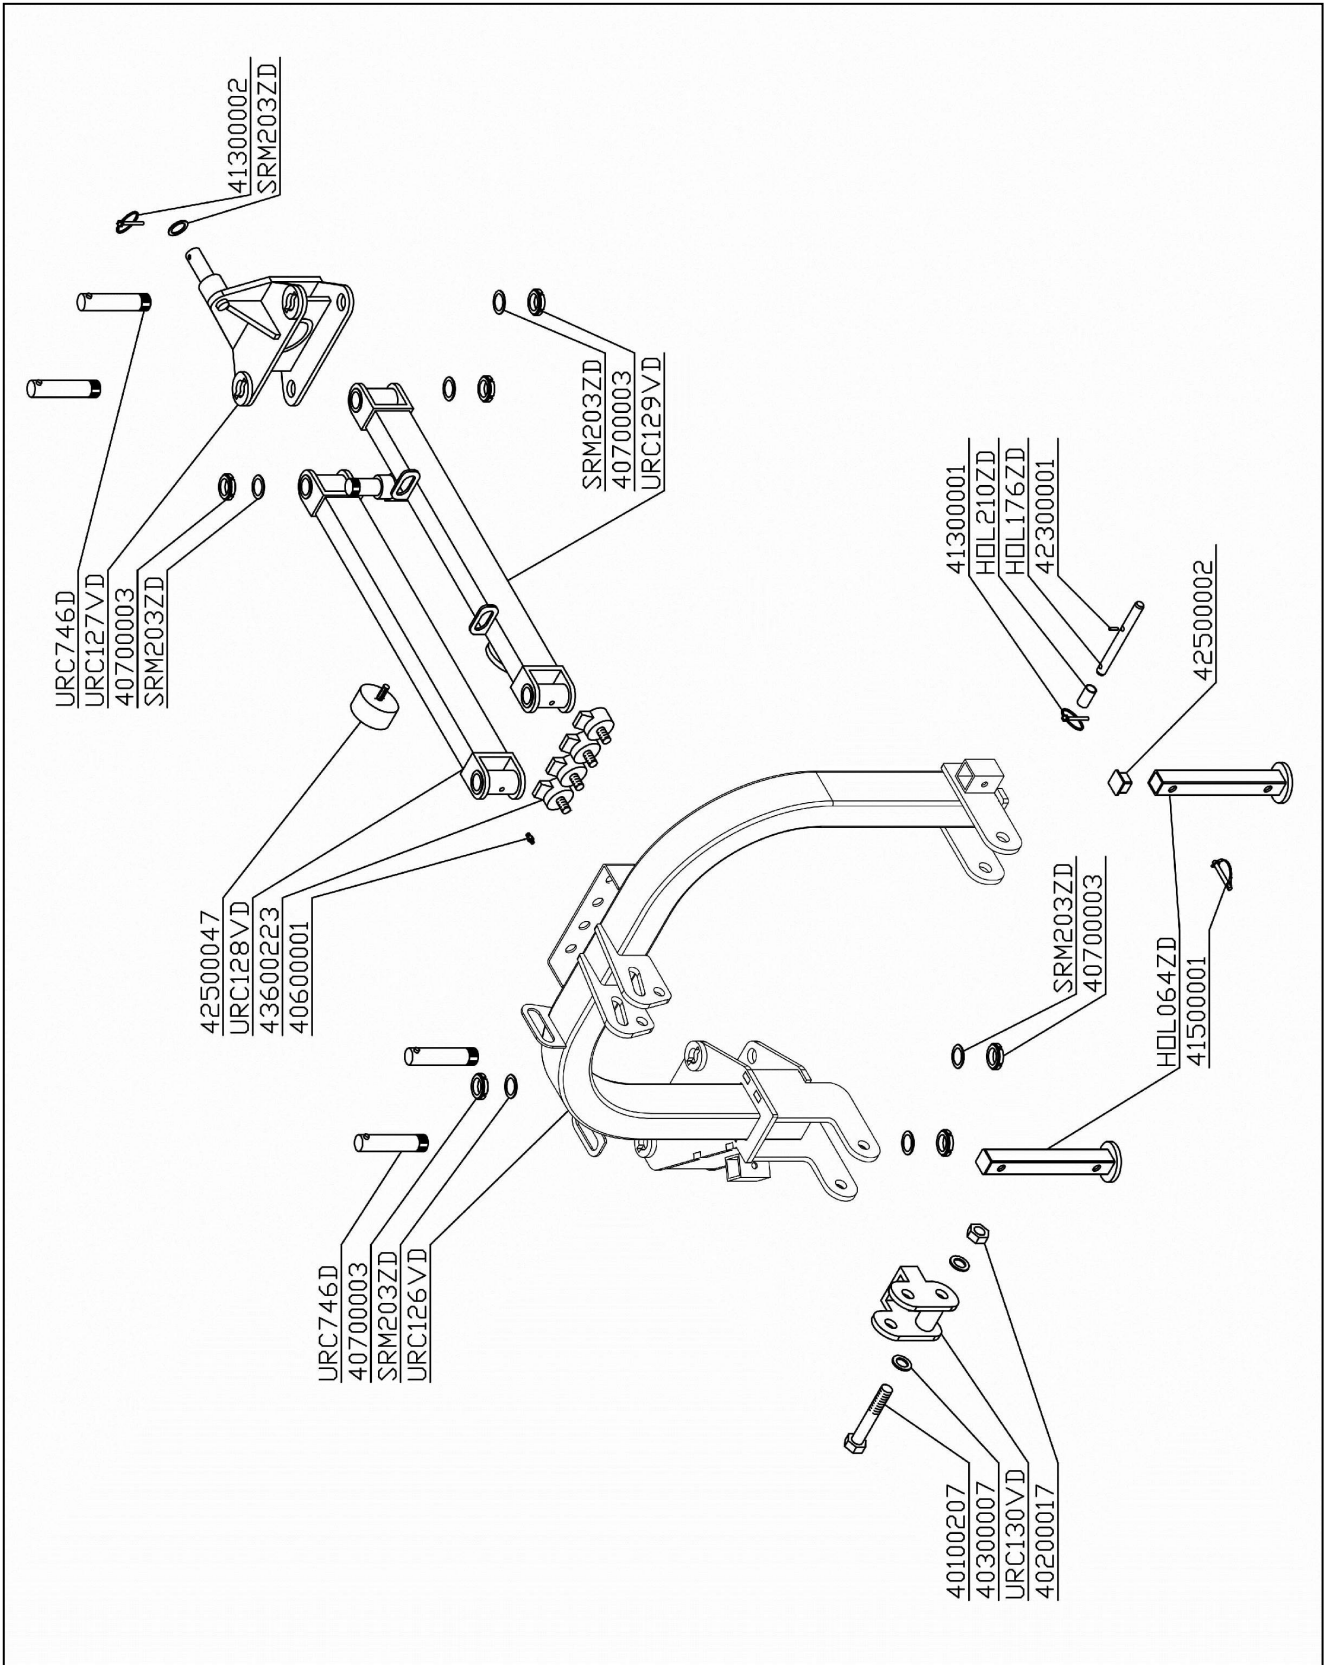 41300002
SRM203ZD
URC746D
URC127VD
40700003
SRM203ZD
SRM203ZD
40700003
URC129VD
41300001
HOL210ZD
HOL176ZD
42300001
42500002
42500047
URC128VD
43600223
40600001
SRM203ZD
40700003
HOL064ZD
41500001
URC746D
40700003
SRM203ZD
URC126VD
40100207
40300007
URC130VD
40200017